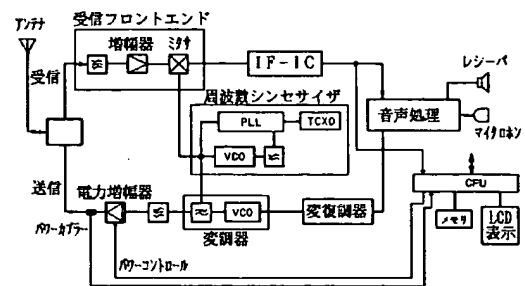 アンテナ
受信フロントエンド
増幅器
ミクサ
受信
IF-IC
レシーバ
周波数シンセサイザ
PLL
TCXO
音声処理
マイクロホン
VCO
送信
電力増幅器
CPU
VCO
変復調器
メモリ
LCD
表示
パワーカプラー
変調器
パワーコントロール